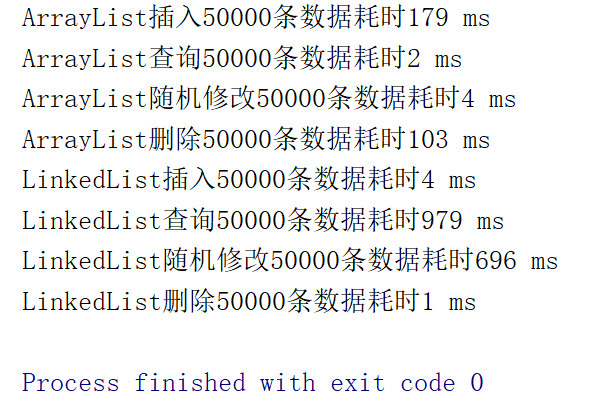 ArrayList插入50000条数据耗时179 ms
ArrayList查询50000条数据耗时2 ms
ArrayList随机修改50000条数据耗时4 ms
ArrayList删除50000条数据耗时103 ms
LinkedList插入50000条数据耗时4 ms
LinkedList查询50000条数据耗时979 ms
LinkedList随机修改50000条数据耗时696 ms
LinkedList删除50000条数据耗时1 ms
Process finished with exit code 0